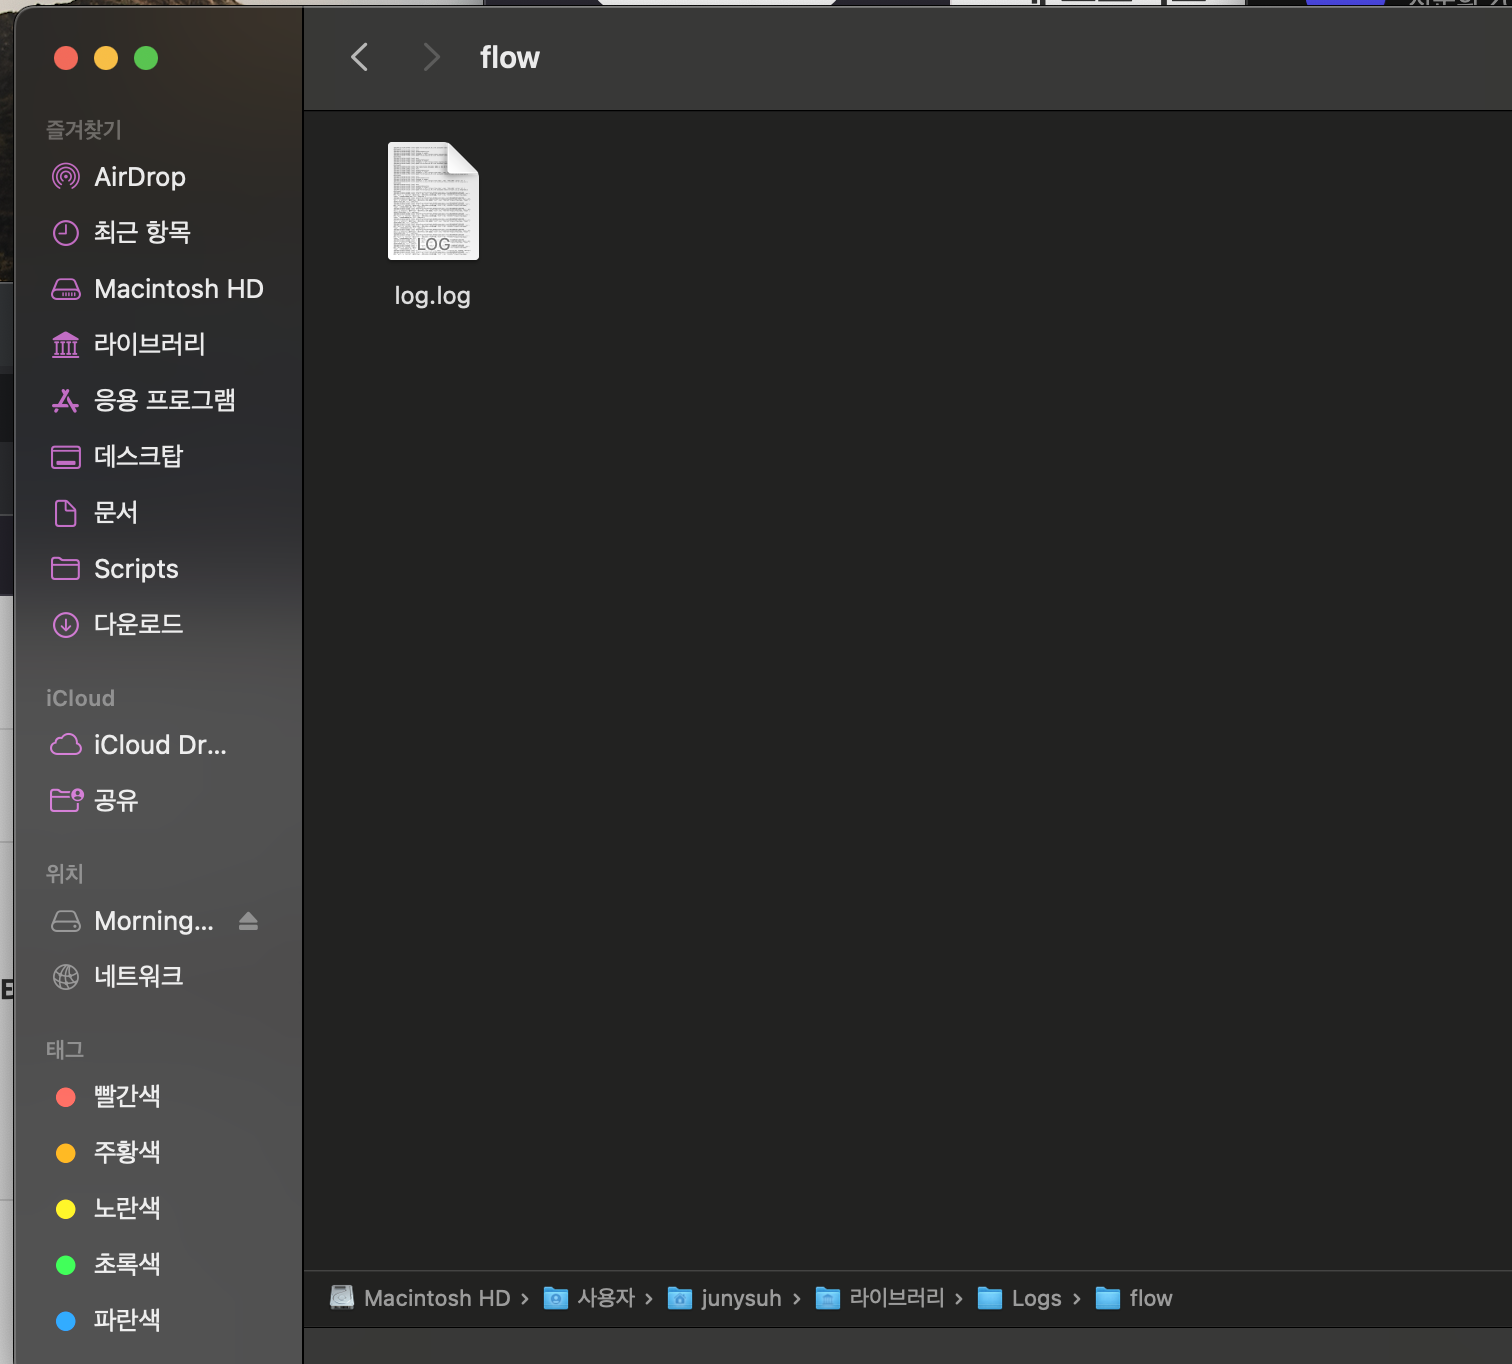 flow
즐겨찾기
AirDrop
최근 항목
Macintosh HD
라이브러리
응용 프로그램
데스크탑
문서
Scripts
다운로드
iCloud
iCloud Dr...
공유
위치
Morning...
네트워크
태그
빨간색
주황색
노란색
초록색
파란색
LOG
log.log
Macintosh HD › 사용자 › junysuh › 라이브러리 › Logs › flow